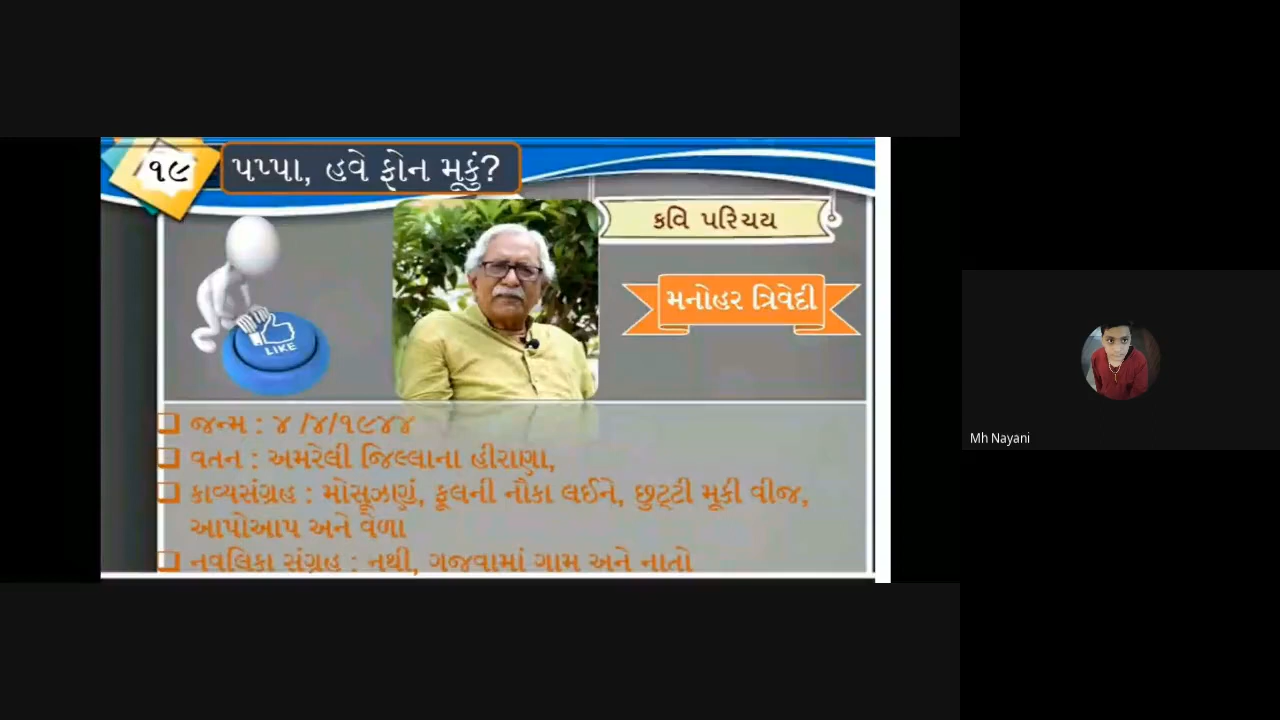 ૧૯
પપ્પા, હવે ફોન મૂકું?
કવિ પરિચય
મનોહર ત્રિવેદી
LIKE
જન્મ : ૪ /૪/૧૯૪૪
વતન : અમરેલી જિલ્લાના હીરાણા,
કાવ્યસંગ્રહ : મોંસૂઝણું, ફૂલની નૌકા લઈને, છુટ્ટી મૂકી વીજ,
આપોઆપ અને વેળા
નવલિકા સંગ્રહ : નથી, ગજવામાં ગામ અને નાતો
Mh Nayani